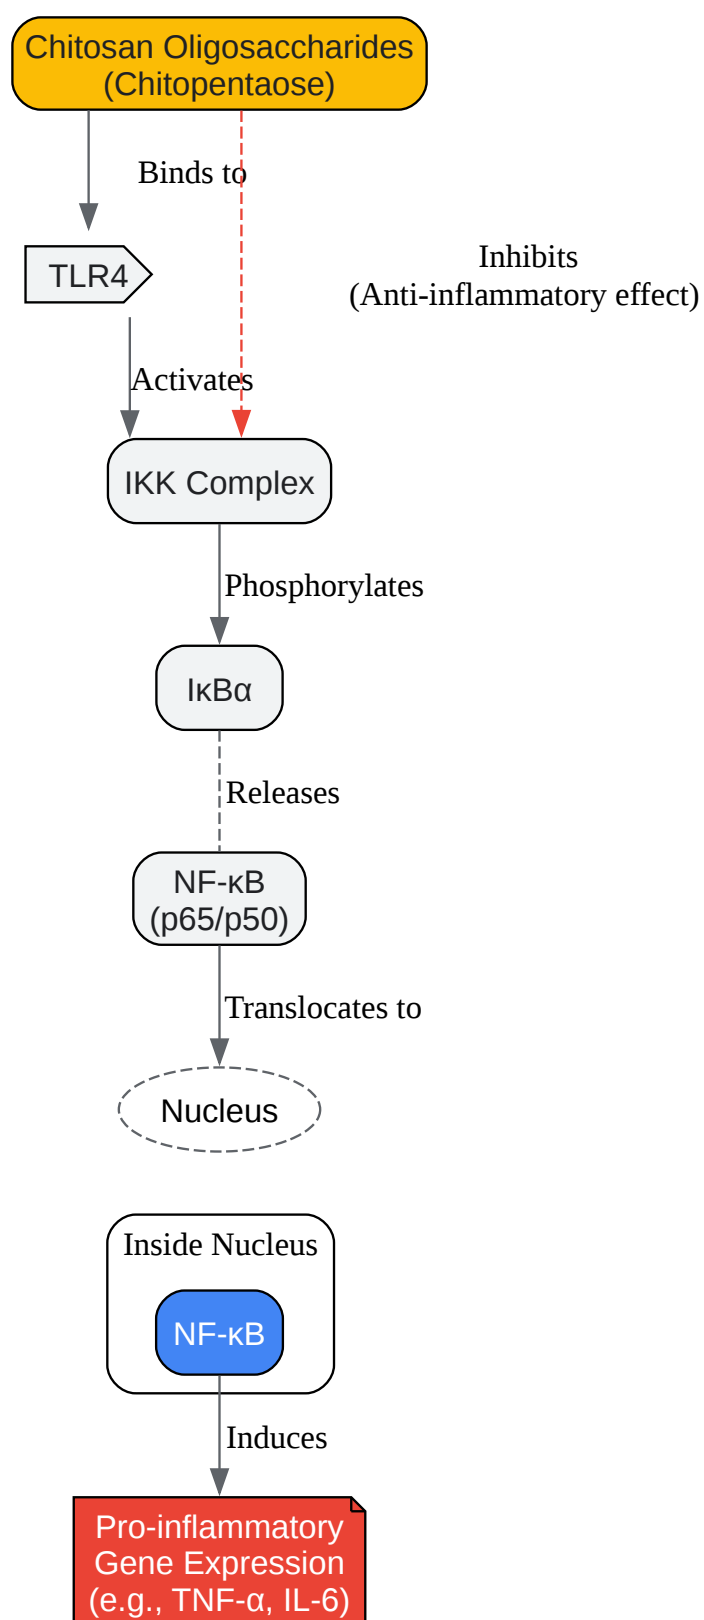 Chitosan Oligosaccharides
(Chitopentaose)
Binds to
Inhibits
(Anti-inflammatory effect)
TLR4
Activates
IKK Complex
Phosphorylates
IκBα
Releases
NF-κB
(p65/p50)
Translocates to
Nucleus
Inside Nucleus
NF-κB
Induces
Pro-inflammatory
Gene Expression
(e.g., TNF-α, IL-6)